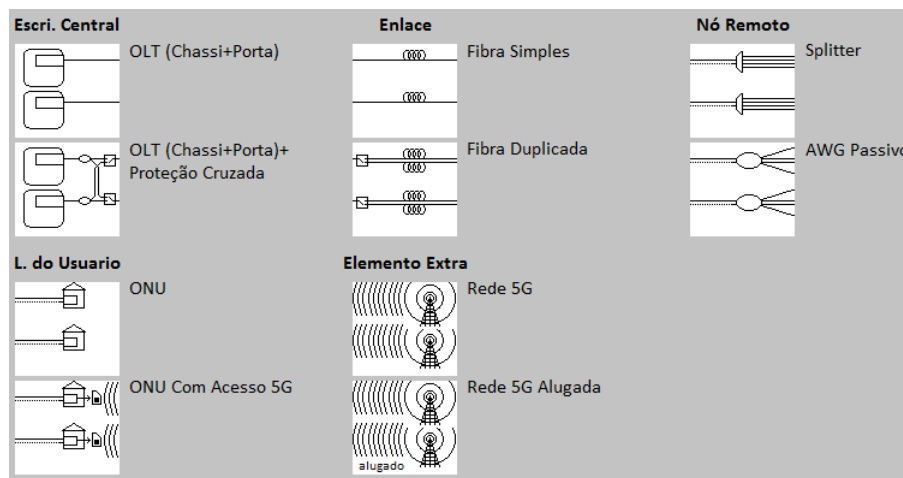 Escri. Central
OLT (Chassi+Porta)
OLT (Chassi+Porta)+
Proteção Cruzada
Enlace
Fibra Simples
Fibra Duplicada
Nó Remoto
Splitter
AWG Passivo
L. do Usuario
ONU
ONU Com Acesso 5G
Elemento Extra
Rede 5G
Rede 5G Alugada
alugado